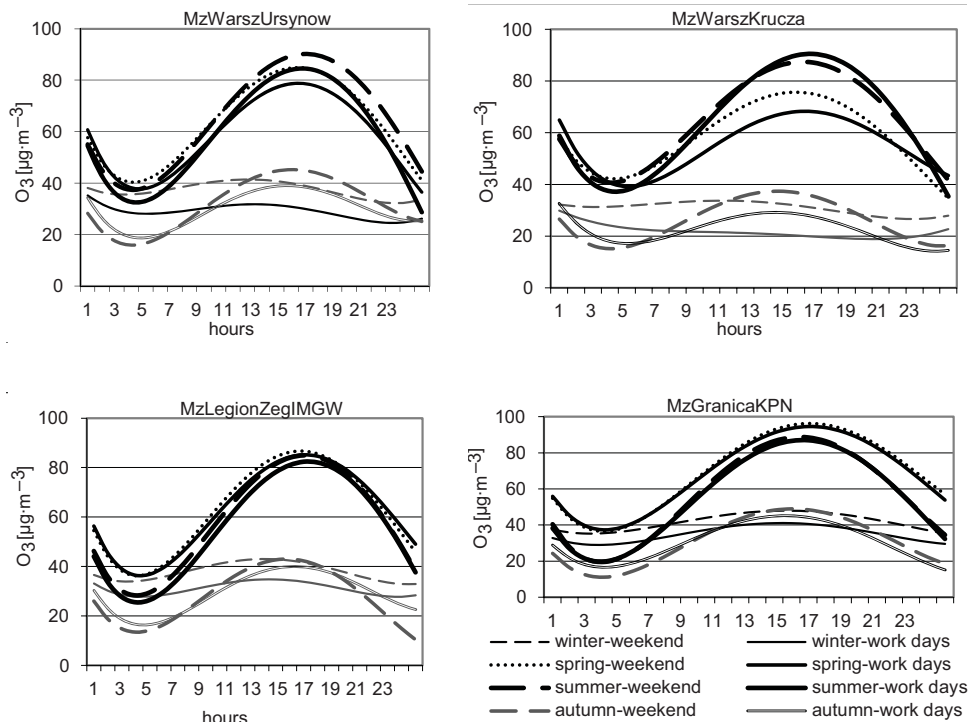 MzWarszUrsynow
O3 [µg·m−3]
100
80
60
40
20
0
1 3 5 7 9 11 13 15 17 19 21 23
hours
MzWarszKrucza
O3 [µg·m−3]
100
80
60
40
20
0
1 3 5 7 9 11 13 15 17 19 21 23
hours
MzLegionZegIMGW
O3 [µg·m−3]
100
80
60
40
20
0
1 3 5 7 9 11 13 15 17 19 21 23
hours
MzGranicaKPN
O3 [µg·m−3]
100
80
60
40
20
0
1 3 5 7 9 11 13 15 17 19 21 23
winter-weekend
winter-work days
spring-weekend
spring-work days
summer-weekend
summer-work days
autumn-weekend
autumn-work days